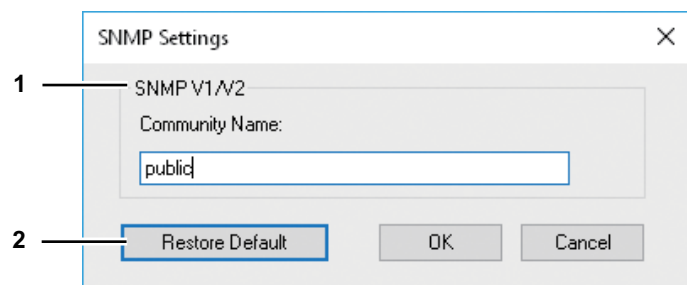 SNMP Settings
1
SNMP V1/V2
Community Name:
public
2
Restore Default
OK
Cancel